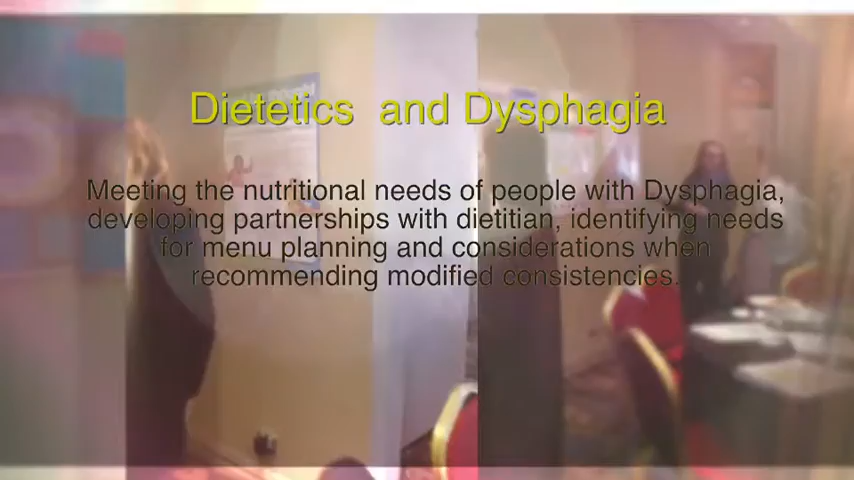 Dietetics and Dysphagia
Meeting the nutritional needs of people with Dysphagia,
developing partnerships with dietitian, identifying needs
for menu planning and considerations when
recommending modified consistencies.